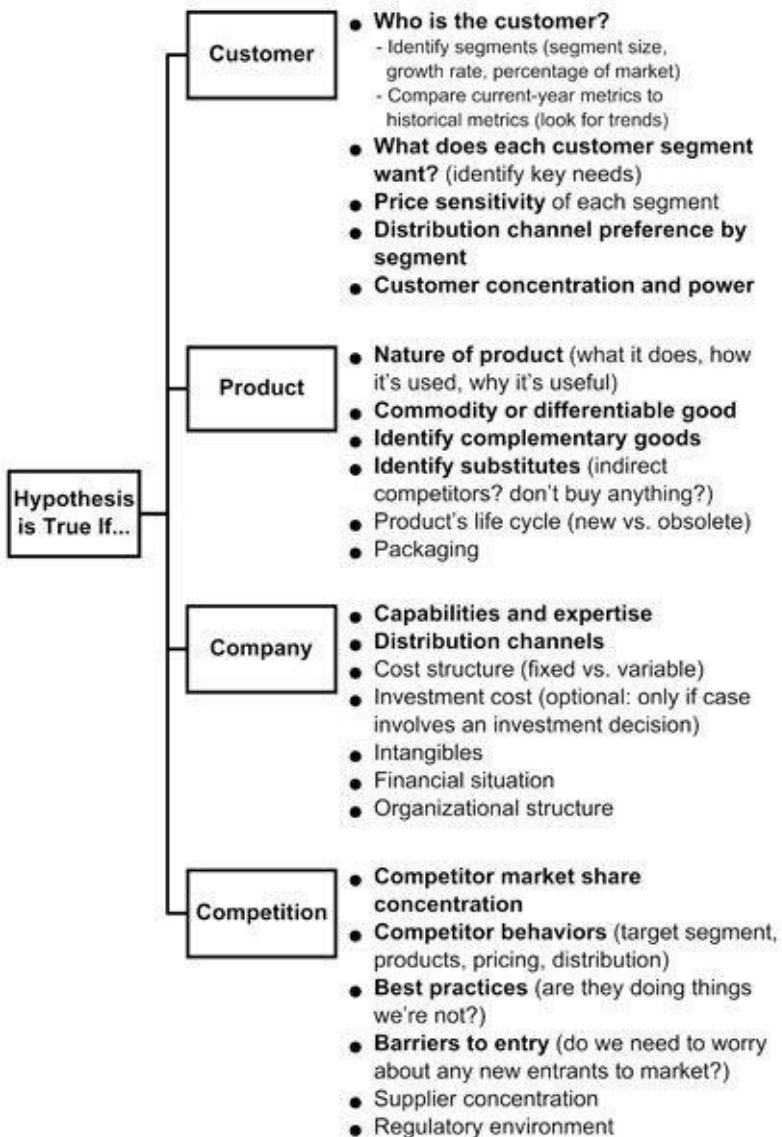 Hypothesis
is True If...
Customer
● Who is the customer?
- Identify segments (segment size,
growth rate, percentage of market)
- Compare current-year metrics to
historical metrics (look for trends)
● What does each customer segment
want? (identify key needs)
● Price sensitivity of each segment
● Distribution channel preference by
segment
● Customer concentration and power
Product
● Nature of product (what it does, how
it's used, why it's useful)
● Commodity or differentiable good
● Identify complementary goods
● Identify substitutes (indirect
competitors? don't buy anything?)
● Product's life cycle (new vs. obsolete)
● Packaging
Company
● Capabilities and expertise
● Distribution channels
● Cost structure (fixed vs. variable)
● Investment cost (optional: only if case
involves an investment decision)
● Intangibles
● Financial situation
● Organizational structure
Competition
● Competitor market share
concentration
● Competitor behaviors (target segment,
products, pricing, distribution)
● Best practices (are they doing things
we're not?)
● Barriers to entry (do we need to worry
about any new entrants to market?)
● Supplier concentration
● Regulatory environment